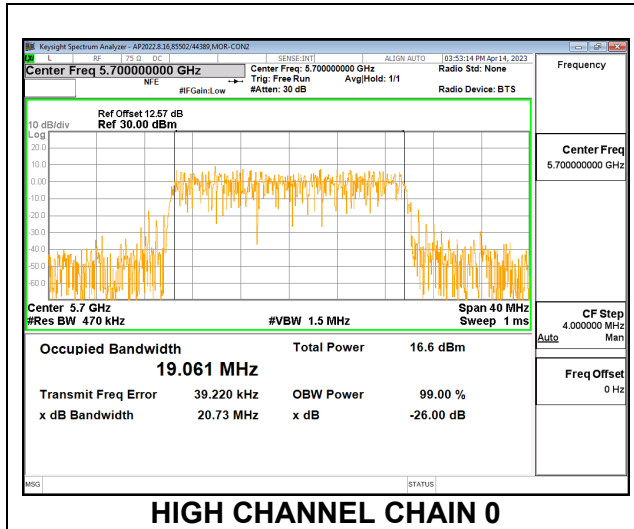 Keysight Spectrum Analyzer - AP2022.8.16,85502/44389,MOR-CON2
L RF 75 Ω DC SENSE:INT ALIGN AUTO 03:53:14 PM Apr 14, 2023
Center Freq 5.700000000 GHz Center Freq: 5.700000000 GHz Radio Std: None Frequency
NFE Trig: Free Run Avg|Hold: 1/1
#IFGain:Low #Atten: 30 dB Radio Device: BTS
Ref Offset 12.57 dB
10 dB/div Ref 30.00 dBm
Log
20.0
10.0
0.00
-10.0
-20.0
-30.0
-40.0
-50.0
-60.0
Center Freq
5.700000000 GHz
Center 5.7 GHz Span 40 MHz
#Res BW 470 kHz #VBW 1.5 MHz Sweep 1 ms
CF Step
4.000000 MHz
Auto Man
Occupied Bandwidth Total Power 16.6 dBm
19.061 MHz
Freq Offset
0 Hz
Transmit Freq Error 39.220 kHz OBW Power 99.00 %
x dB Bandwidth 20.73 MHz x dB -26.00 dB
MSG STATUS
HIGH CHANNEL CHAIN 0